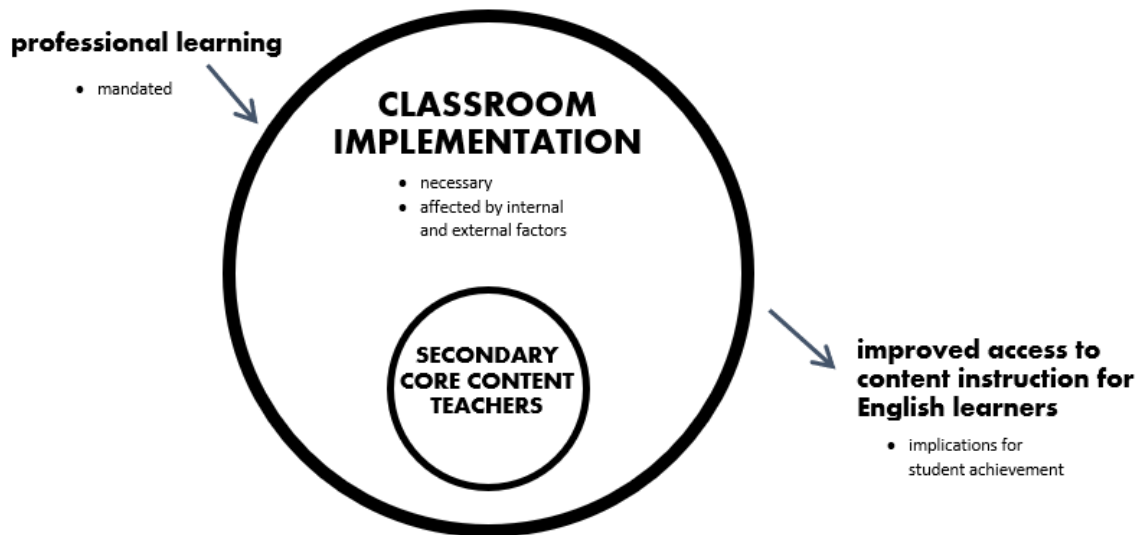 professional learning
• mandated
CLASSROOM
IMPLEMENTATION
• necessary
• affected by internal
and external factors
SECONDARY
CORE CONTENT
TEACHERS
improved access to
content instruction for
English learners
• implications for
student achievement